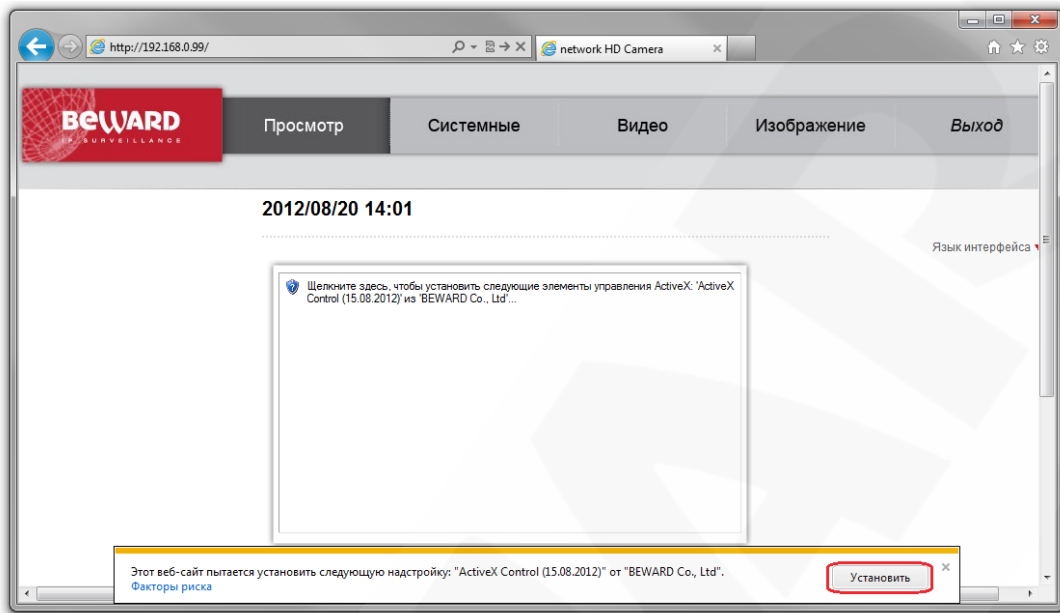 http://192.168.0.99/
network HD Camera
BEWARD
IP SURVEILLANCE
Просмотр
Системные
Видео
Изображение
Выход
2012/08/20 14:01
Язык интерфейса
Щелкните здесь, чтобы установить следующие элементы управления ActiveX: 'ActiveX
Control (15.08.2012)' из 'BEWARD Co., Ltd'...
Этот веб-сайт пытается установить следующую надстройку: "ActiveX Control (15.08.2012)" от "BEWARD Co., Ltd".
Факторы риска
Установить